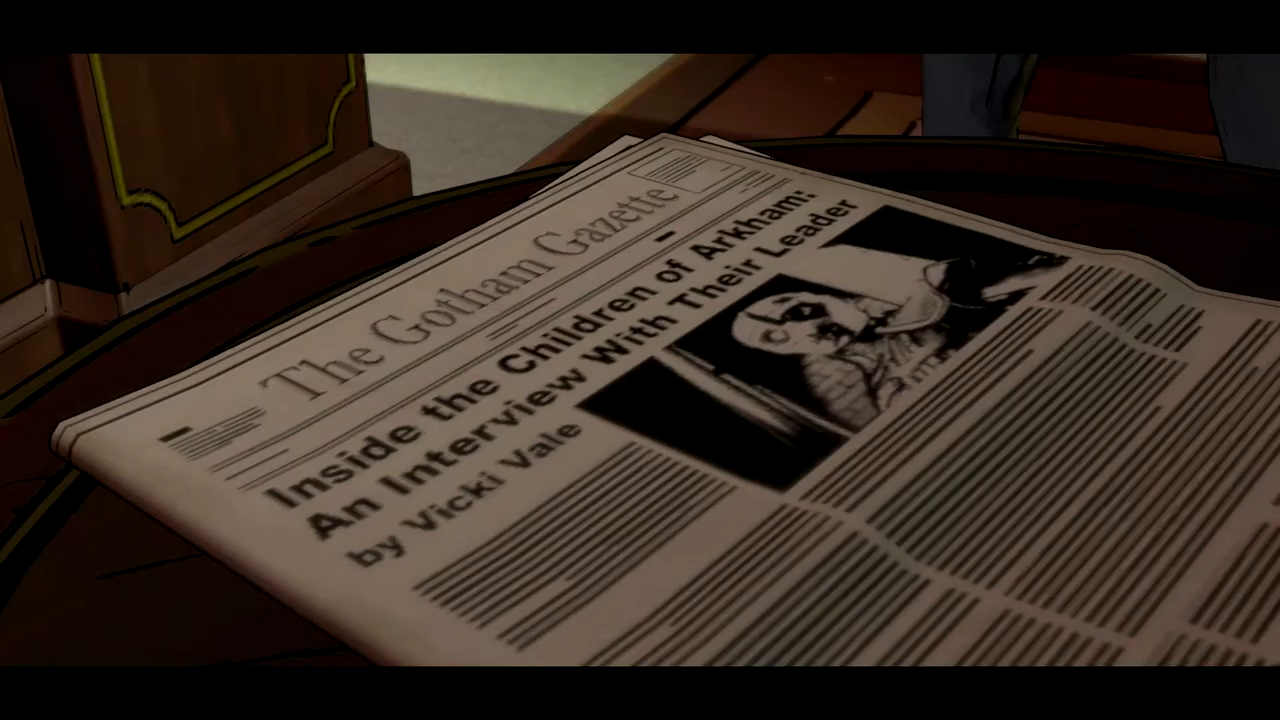 The Gotham Gazette
Inside the Children of Arkham:
An Interview With Their Leader
by Vicki Vale